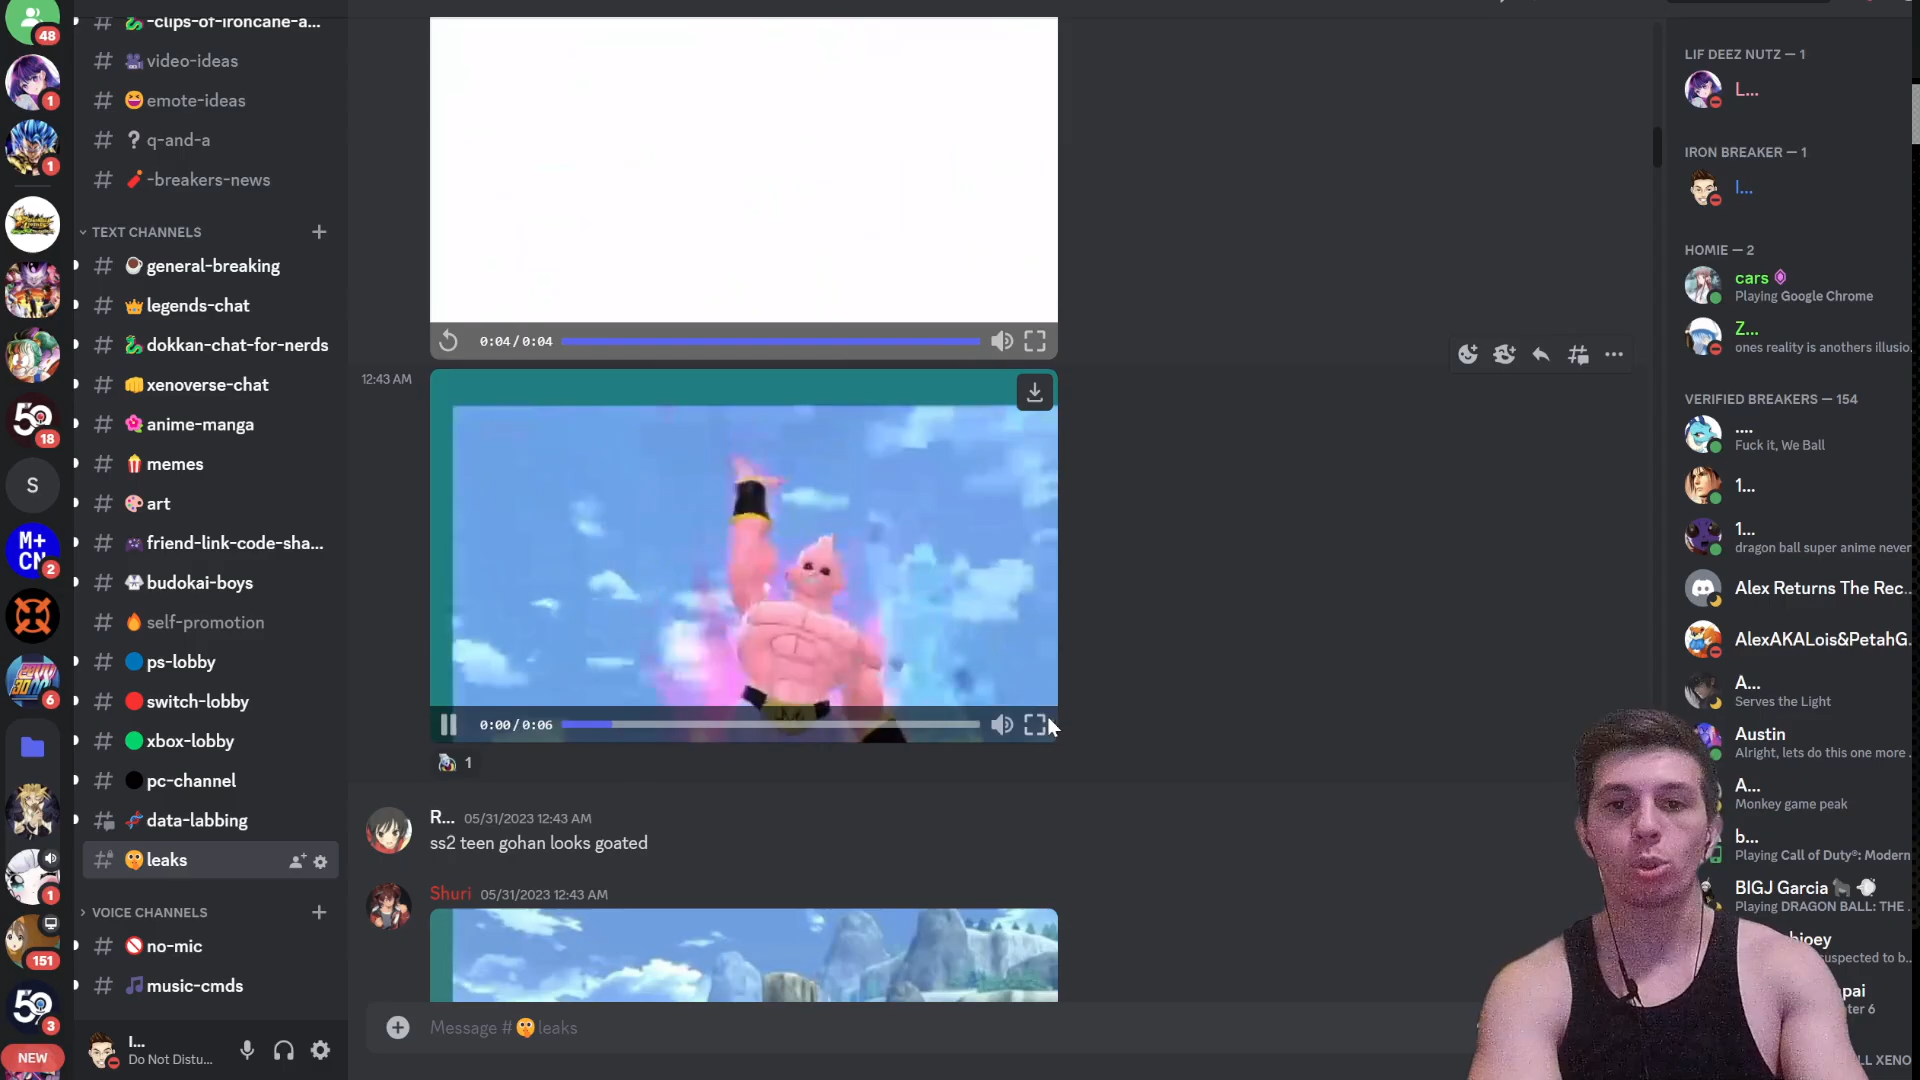 48
1
1
18
S
M+
CN
2
6
1
151
3
NEW
-clips-of-ironcane-a...
video-ideas
emote-ideas
q-and-a
-breakers-news
TEXT CHANNELS
general-breaking
legends-chat
dokkan-chat-for-nerds
xenoverse-chat
anime-manga
memes
art
friend-link-code-sha...
budokai-boys
self-promotion
ps-lobby
switch-lobby
xbox-lobby
pc-channel
data-labbing
leaks
VOICE CHANNELS
no-mic
music-cmds
I...
Do Not Distu...
0:04/0:04
12:43 AM
0:00/0:06
1
R... 05/31/2023 12:43 AM
ss2 teen gohan looks goated
Shuri 05/31/2023 12:43 AM
Message # leaks
LIF DEEZ NUTZ — 1
L...
IRON BREAKER — 1
I...
HOMIE — 2
cars
Playing Google Chrome
Z...
ones reality is anothers illusio.
VERIFIED BREAKERS — 154
....
Fuck it, We Ball
1...
1...
dragon ball super anime never
Alex Returns The Rec..
AlexAKALois&PetahG.
A...
Serves the Light
Austin
Alright, lets do this one more .
A...
Monkey game peak
b...
Playing Call of Duty®: Modern
BIGJ Garcia
Playing DRAGON BALL: THE .
uspected to b..
pai
ter 6
LL XENO